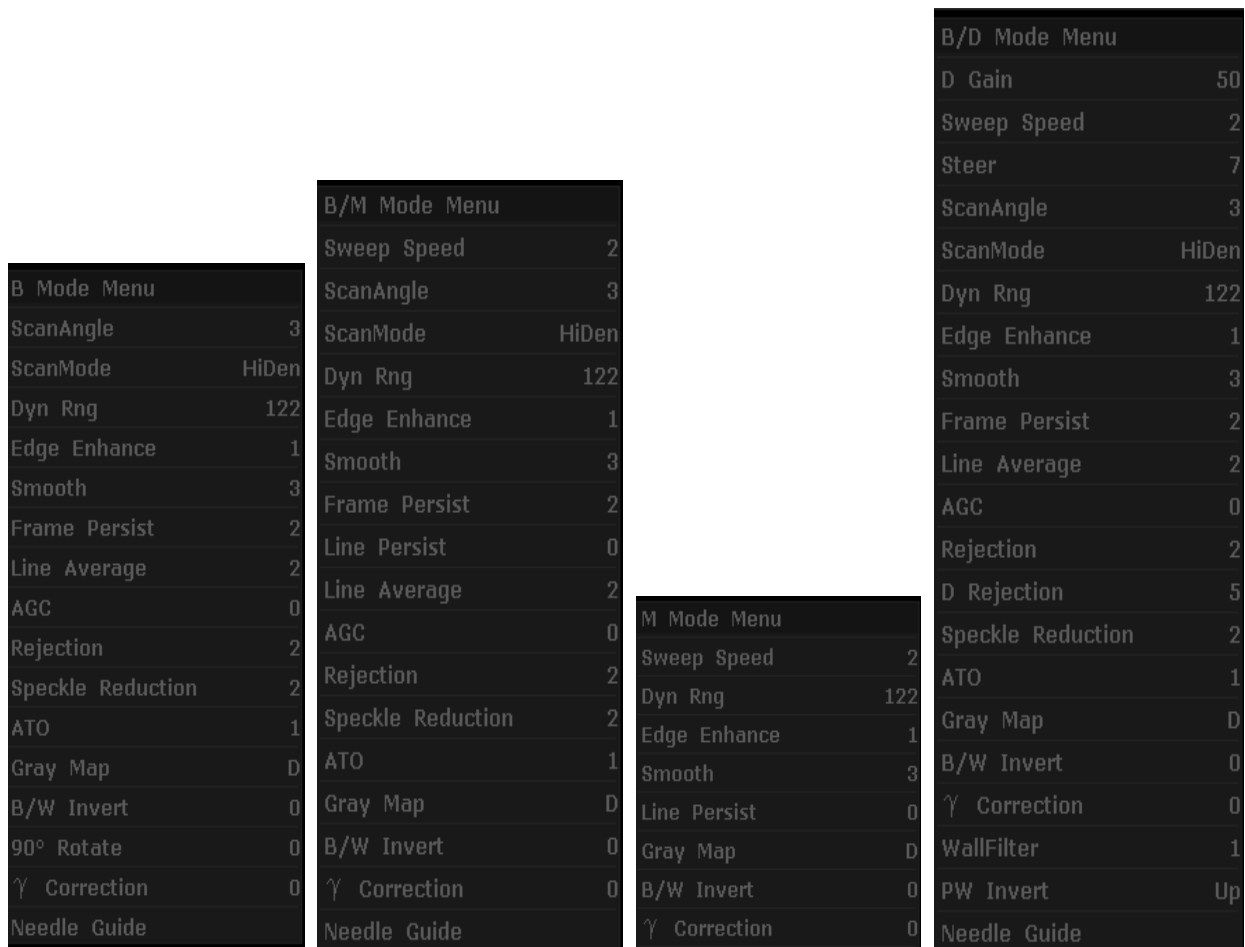 B Mode Menu
ScanAngle 3
ScanMode HiDen
Dyn Rng 122
Edge Enhance 1
Smooth 3
Frame Persist 2
Line Average 2
AGC 0
Rejection 2
Speckle Reduction 2
ATO 1
Gray Map D
B/W Invert 0
90° Rotate 0
γ Correction 0
Needle Guide
B/M Mode Menu
Sweep Speed 2
ScanAngle 3
ScanMode HiDen
Dyn Rng 122
Edge Enhance 1
Smooth 3
Frame Persist 2
Line Persist 0
Line Average 2
AGC 0
Rejection 2
Speckle Reduction 2
ATO 1
Gray Map D
B/W Invert 0
γ Correction 0
Needle Guide
M Mode Menu
Sweep Speed 2
Dyn Rng 122
Edge Enhance 1
Smooth 3
Line Persist 0
Gray Map D
B/W Invert 0
γ Correction 0
B/D Mode Menu
D Gain 50
Sweep Speed 2
Steer 7
ScanAngle 3
ScanMode HiDen
Dyn Rng 122
Edge Enhance 1
Smooth 3
Frame Persist 2
Line Average 2
AGC 0
Rejection 2
D Rejection 5
Speckle Reduction 2
ATO 1
Gray Map D
B/W Invert 0
γ Correction 0
WallFilter 1
PW Invert Up
Needle Guide